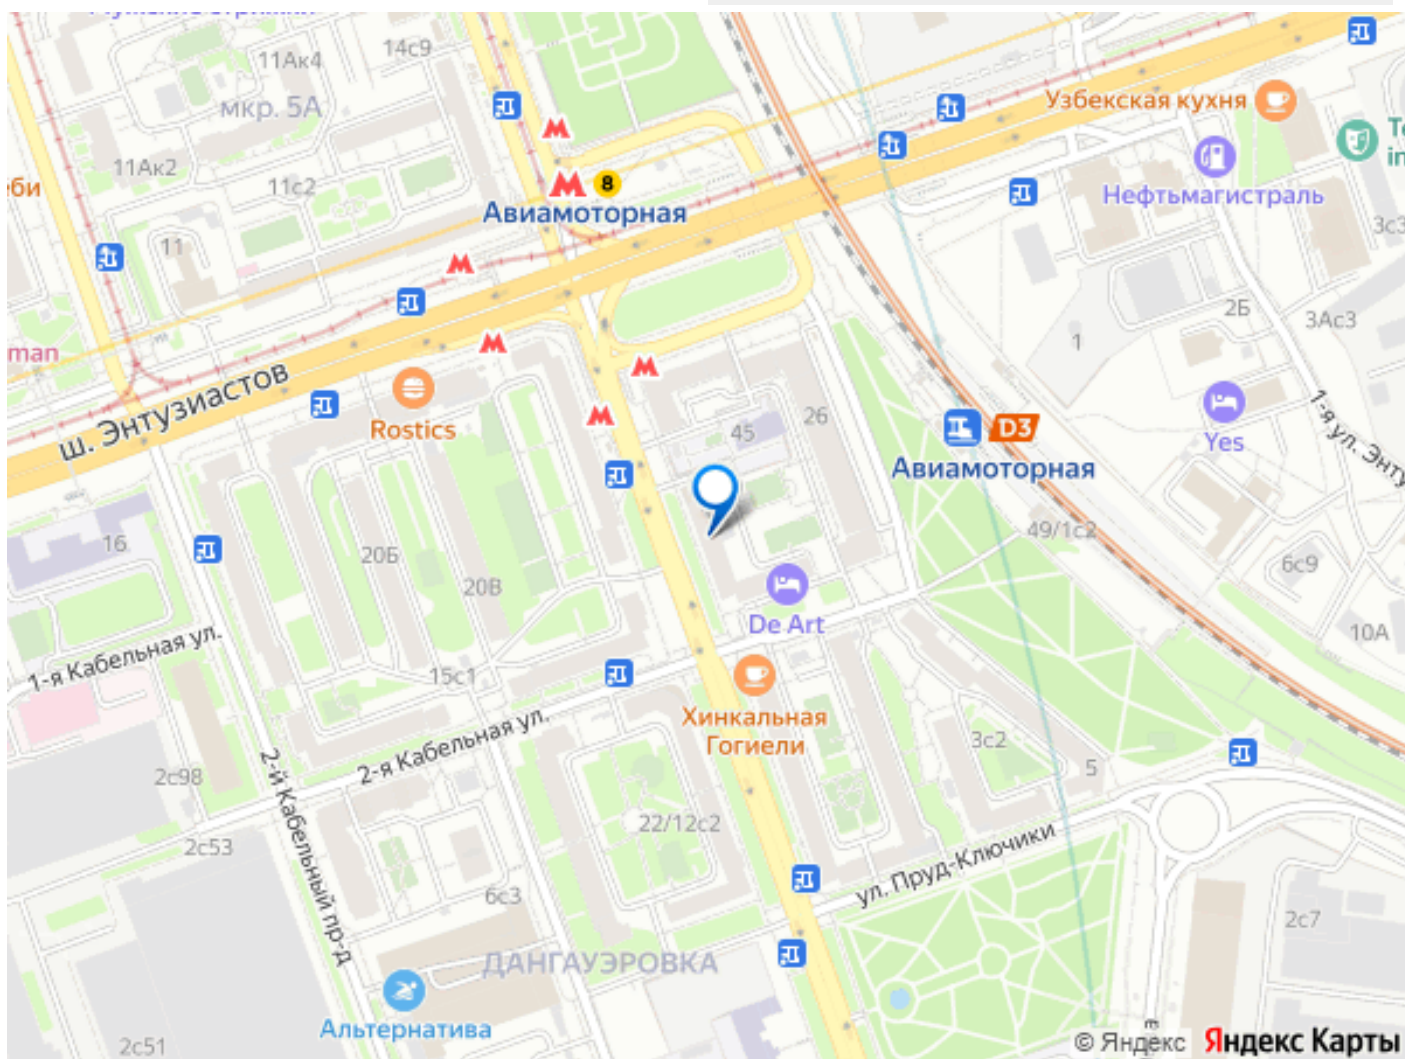 14с9
11Ак4
мкр. 5А
Узбекская кухня
11Ак2
11с2
8
Авиамоторная
Нефтьмагистраль
3с3
11
2Б
3Ас3
1
man
ш. Энтузиастов
Rostics
45
26
D3
Авиамоторная
Yes
1-я ул. Энту
16
20Б
20В
49/1с2
6с9
De Art
10А
1-я Кабельная ул.
15с1
Хинкальная
Гогиели
2-я Кабельная ул.
3с2
5
2с98
2-й Кабельный пр-д
22/12с2
2с53
ул. Пруд-Ключики
6с3
2с7
ДАНГАУЭРОВКА
Альтернатива
2с51
© Яндекс Яндекс Карты